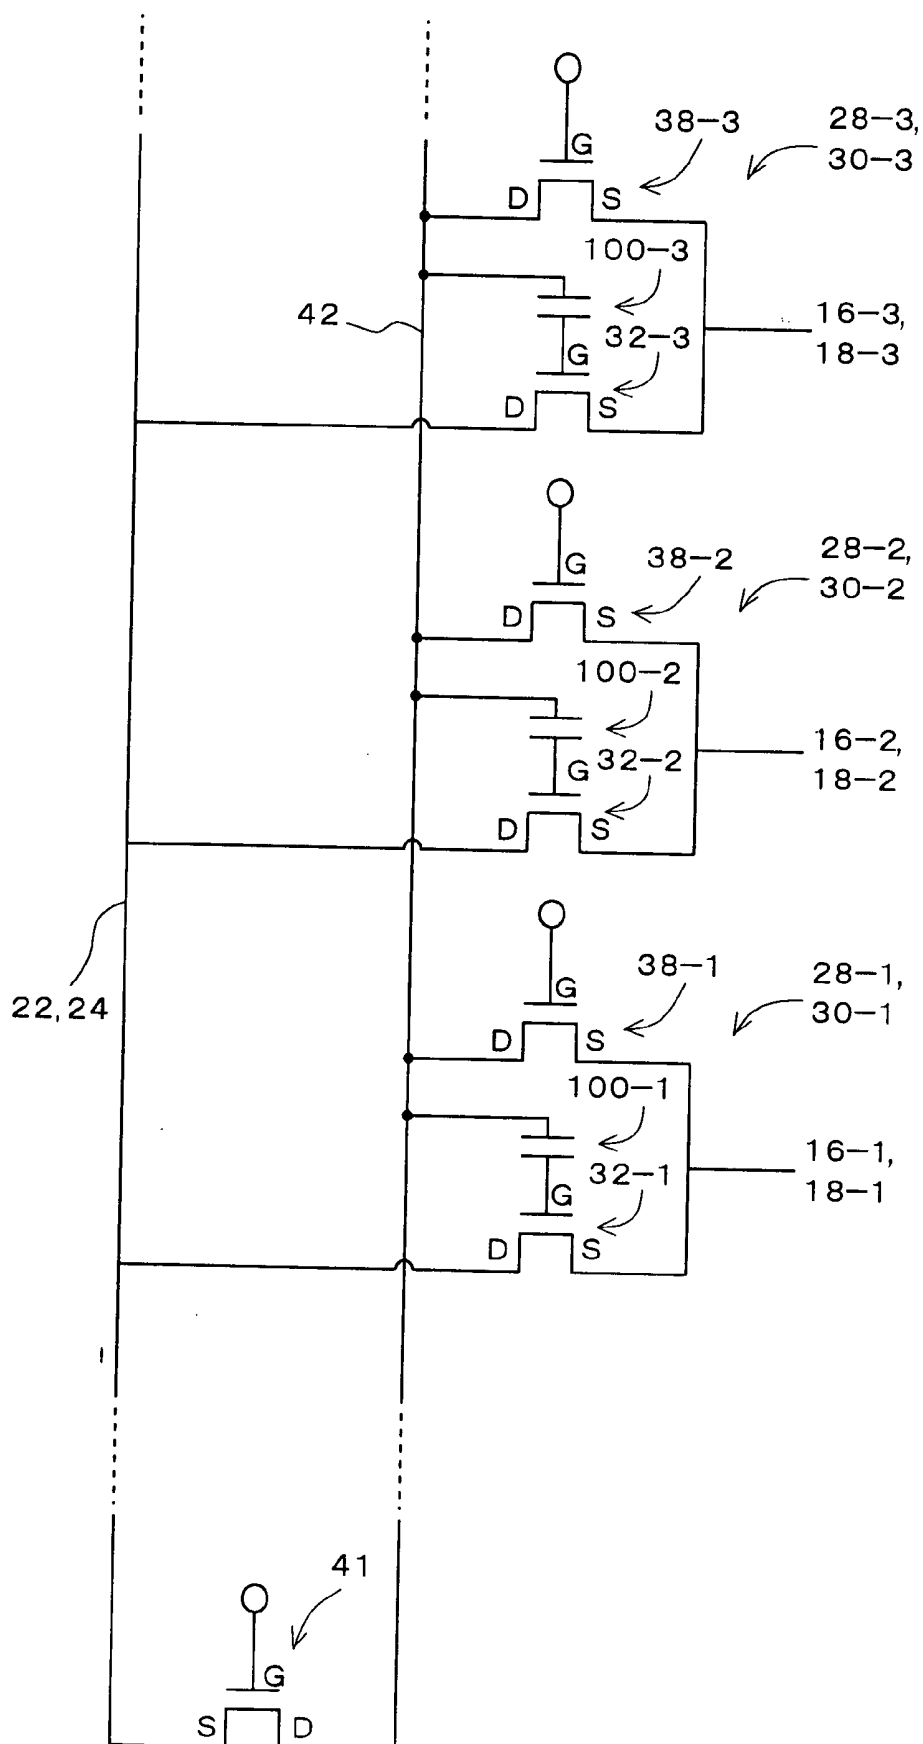 38-3
28-3,
30-3
G
D
S
100-3
42
16-3,
18-3
32-3
G
D
S
38-2
28-2,
30-2
G
D
S
100-2
16-2,
18-2
32-2
G
D
S
22,24
38-1
28-1,
30-1
G
D
S
100-1
16-1,
18-1
32-1
G
D
S
41
G
S
D